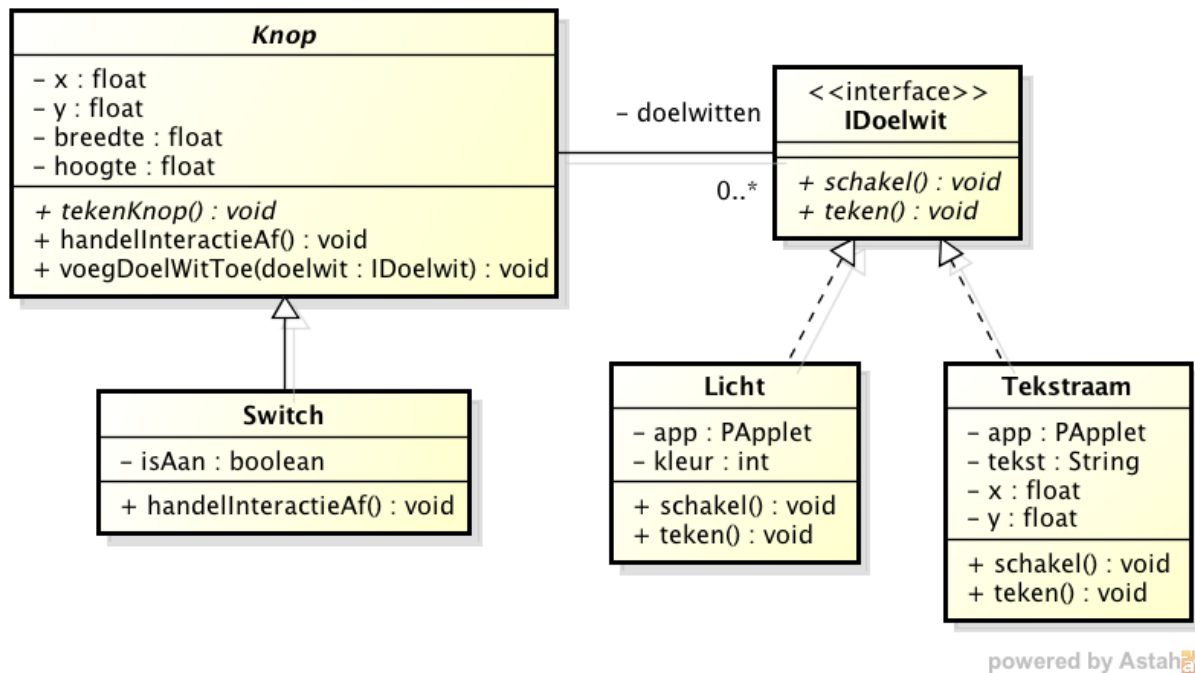 Knop
– x : float
– y : float
– breedte : float
– hoogte : float
+ tekenKnop() : void
+ handelInteractieAf() : void
+ voegDoelWitToe(doelwit : IDoelwit) : void
– doelwitten
0..*
<<interface>>
IDoelwit
+ schakel() : void
+ teken() : void
Switch
– isAan : boolean
+ handelInteractieAf() : void
Licht
– app : PApplet
– kleur : int
+ schakel() : void
+ teken() : void
Tekstraam
– app : PApplet
– tekst : String
– x : float
– y : float
+ schakel() : void
+ teken() : void
powered by Astah